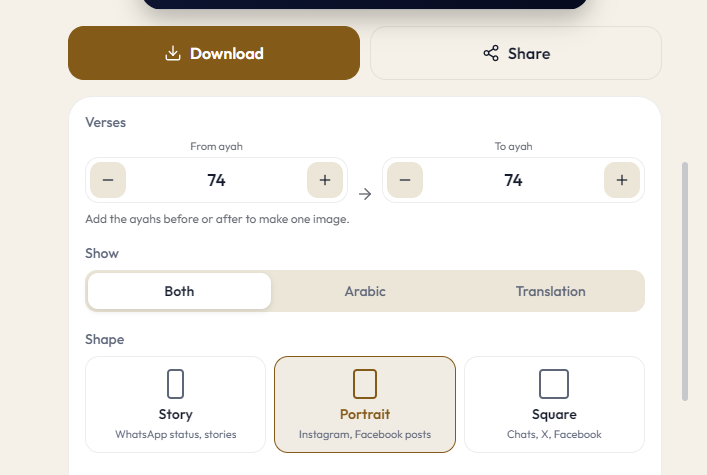 Download
Share
Verses
From ayah
To ayah
− 74 +
− 74 +
Add the ayahs before or after to make one image.
Show
Both
Arabic
Translation
Shape
Story
WhatsApp status, stories
Portrait
Instagram, Facebook posts
Square
Chats, X, Facebook